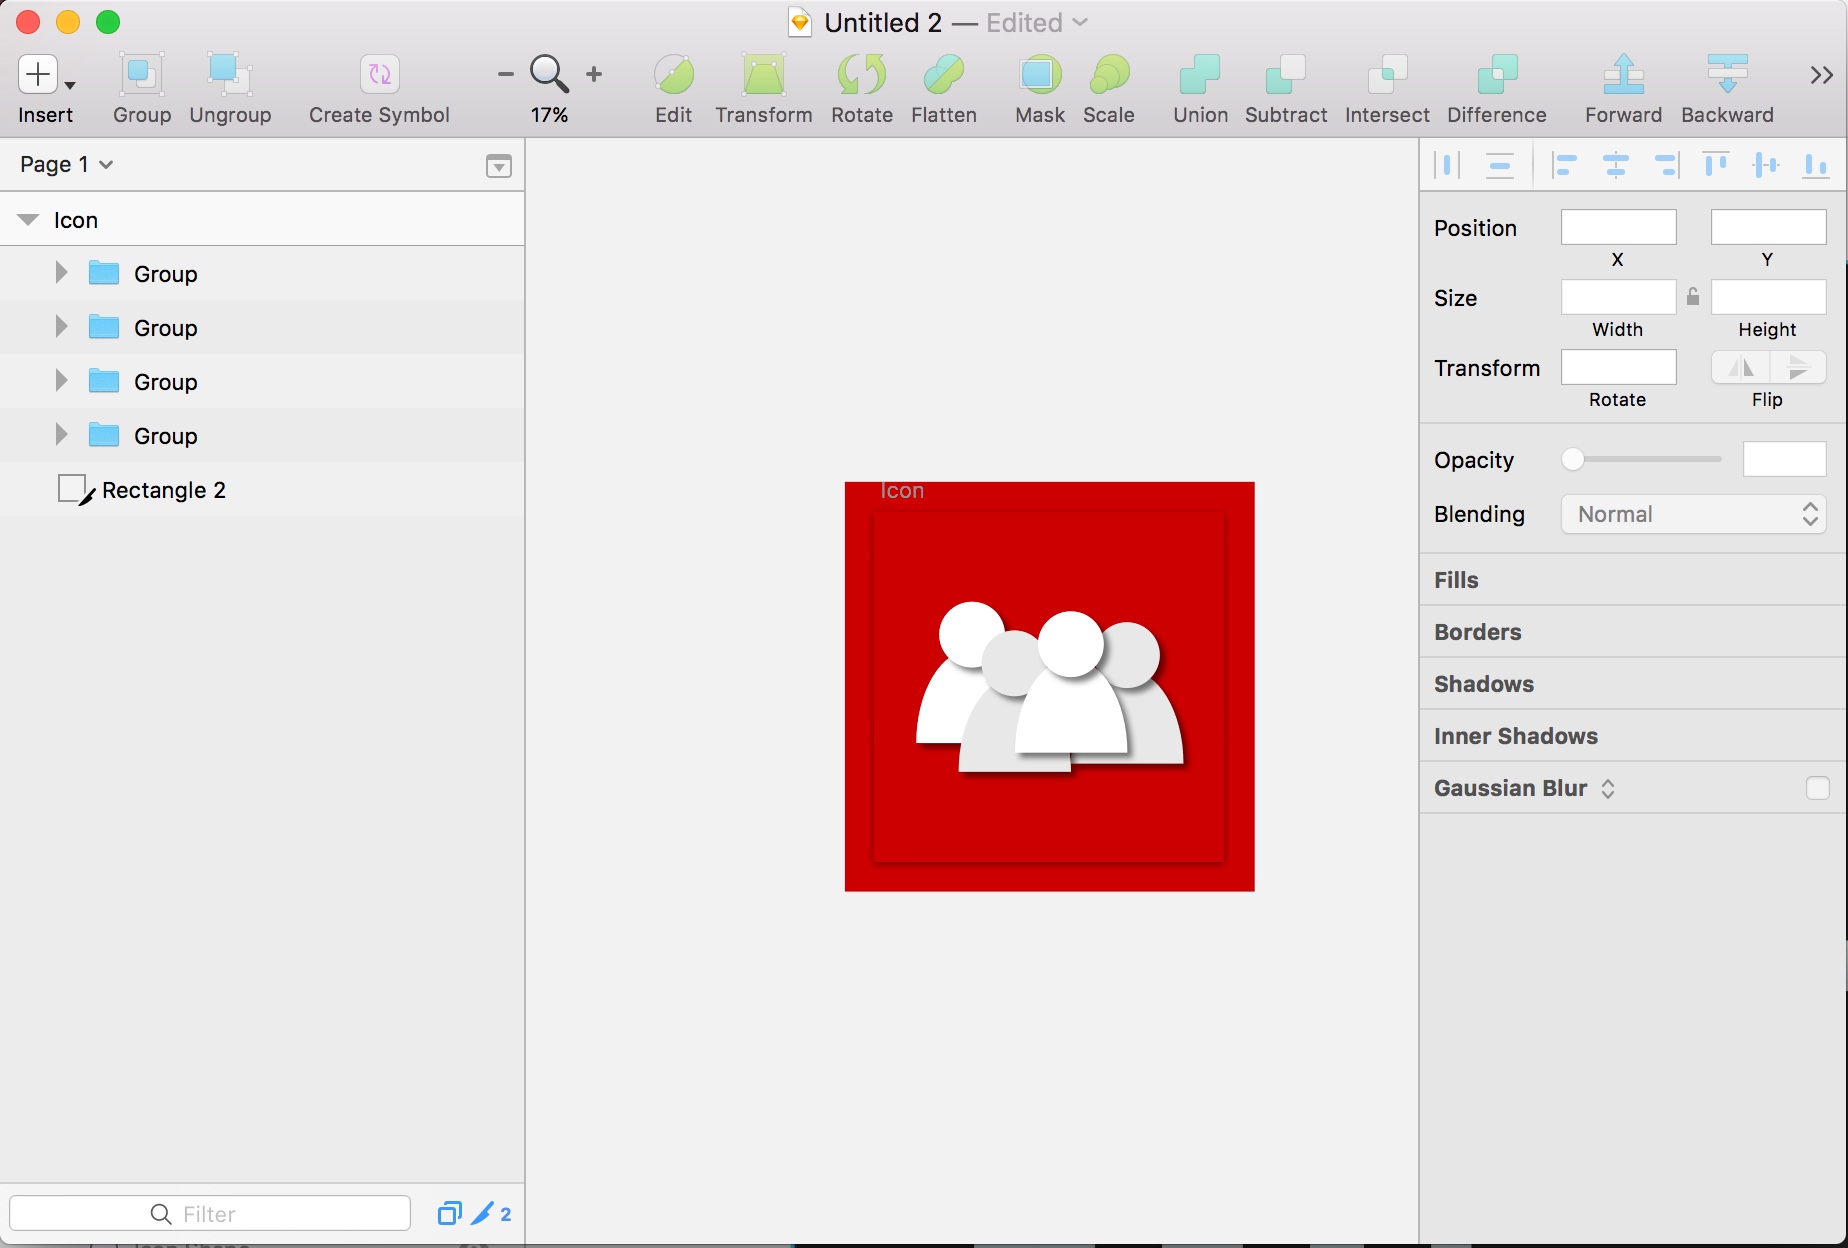 Untitled 2 — Edited
Insert
Group
Ungroup
Create Symbol
17%
Edit
Transform
Rotate
Flatten
Mask
Scale
Union
Subtract
Intersect
Difference
Forward
Backward
Page 1
Icon
Group
Group
Group
Group
Rectangle 2
Filter
2
Icon
Position
X
Y
Size
Width
Height
Transform
Rotate
Flip
Opacity
Blending
Normal
Fills
Borders
Shadows
Inner Shadows
Gaussian Blur